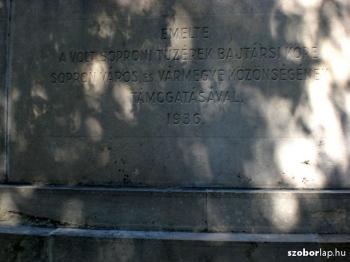 EMELTE
A VOLT SOPRONI TÜZÉREK BAJTÁRSI KÖRE
SOPRON VÁROS ÉS VÁRMEGYE KÖZÖNSÉGÉNEK
TÁMOGATÁSÁVAL.
1936.
szoborlap.hu